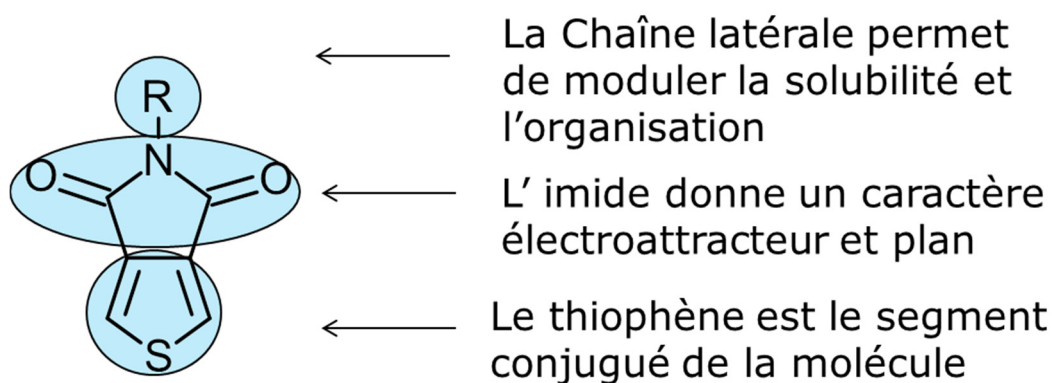 La Chaîne latérale permet
de moduler la solubilité et
l'organisation
R
N
O
O
L' imide donne un caractère
électroattracteur et plan
S
Le thiophène est le segment
conjugué de la molécule